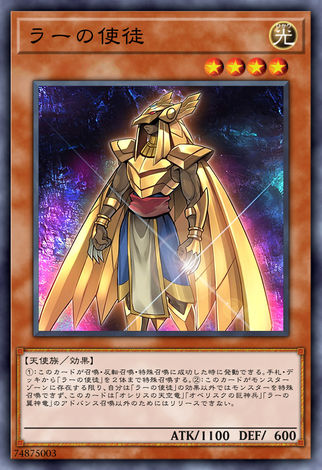 ラーの使徒
光
【天使族／効果】
①：このカードが召喚・反転召喚・特殊召喚に成功した時に発動できる。手札・デ
ッキから「ラーの使徒」を２体まで特殊召喚する。②：このカードがモンスター
ゾーンに存在する限り、自分は「ラーの使徒」の効果以外ではモンスターを特殊
召喚できず、このカードは「オシリスの天空竜」「オベリスクの巨神兵」「ラーの
翼神竜」のアドバンス召喚以外のためにはリリースできない。
ATK/1100 DEF/ 600
74875003